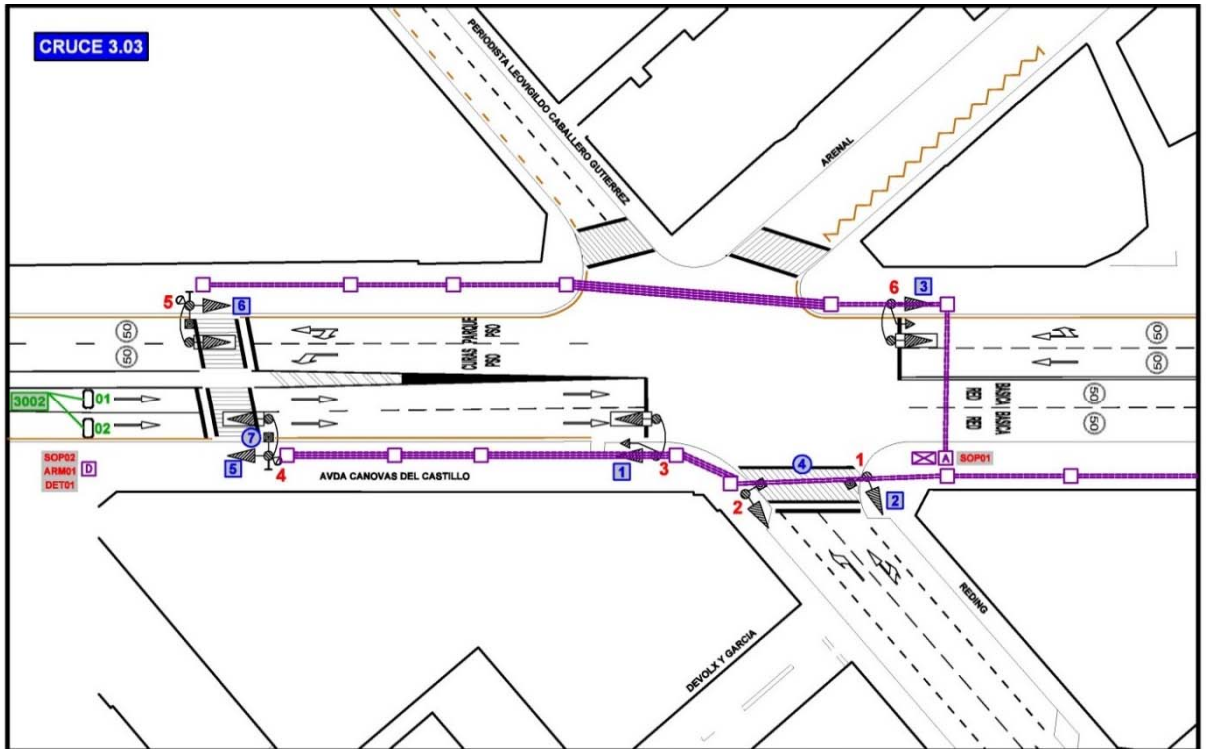 CRUCE 3.03
PERIODISTA LEOVIGILDO CABALLERO GUTIERREZ
ARENAL
5
6
6
3
50
50
CURAS PARQUE
PSO PSO
50
50
3002
01
02
7
5
4
SOP02
ARM01
DET01
D
AVDA CANOVAS DEL CASTILLO
1
3
4
1
2
2
RED RED
BASICA BASICA
50
50
A
SOP01
REDING
DEVOLX Y GARCIA